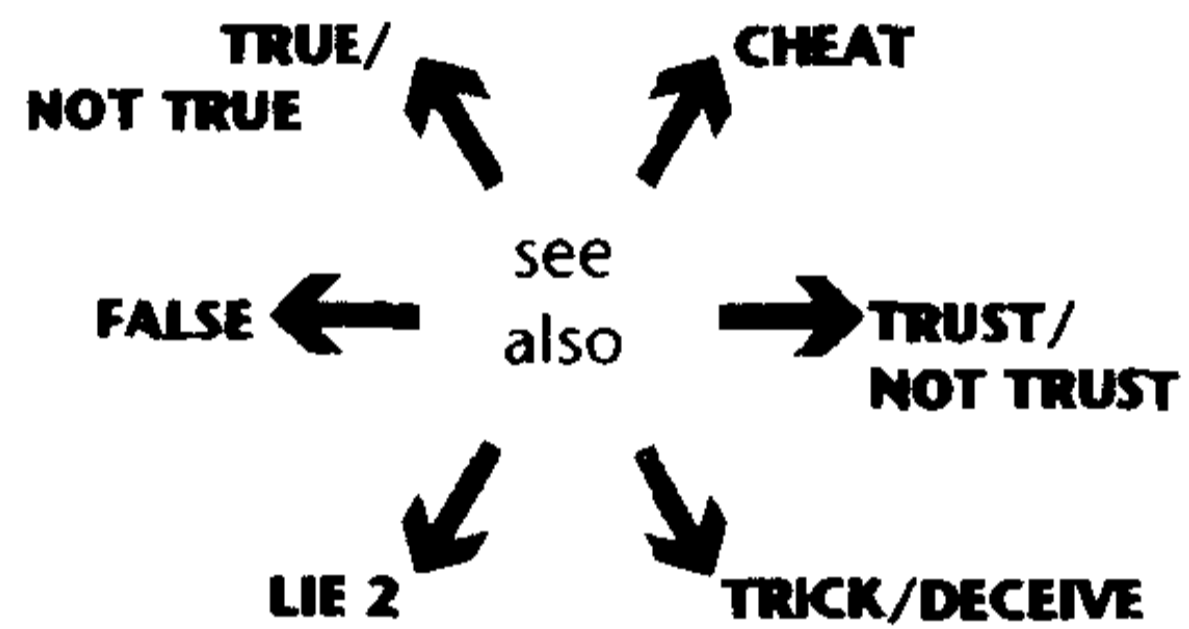 TRUE/
NOT TRUE
CHEAT
see
also
FALSE
TRUST/
NOT TRUST
LIE 2
TRICK/DECEIVE